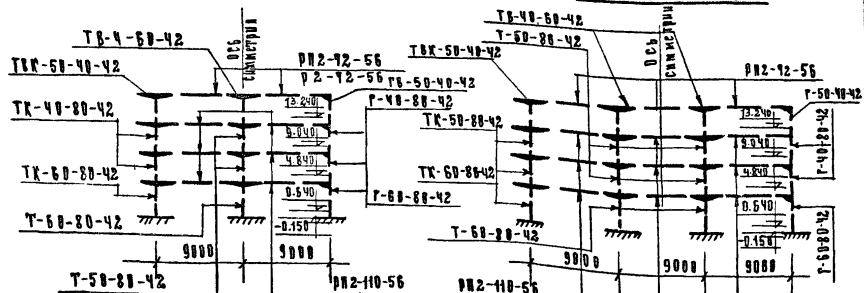 ТВ-4-60-42
Ось
симметрии
ТВК-50-40-42
РП2-92-56
Р2-92-56
ГВ-50-40-42
ТК-40-80-42
Г-40-80-42
13.240
9.040
4.840
0.640
-0.150
ТК-60-80-42
Г-60-80-42
Т-60-80-42
9000
9000
Т-50-80-42
РП2-110-56
ТВ-40-60-42
Т-50-80-42
Ось
симметрии
ТВК-50-40-42
РП2-92-56
Г-50-40-42
ТК-50-80-42
Г-40-80-42
13.240
9.040
4.840
0.640
-0.150
ТК-60-80-42
Г-60-80-42
Т-60-80-42
9000
9000
9000
РП2-110-56